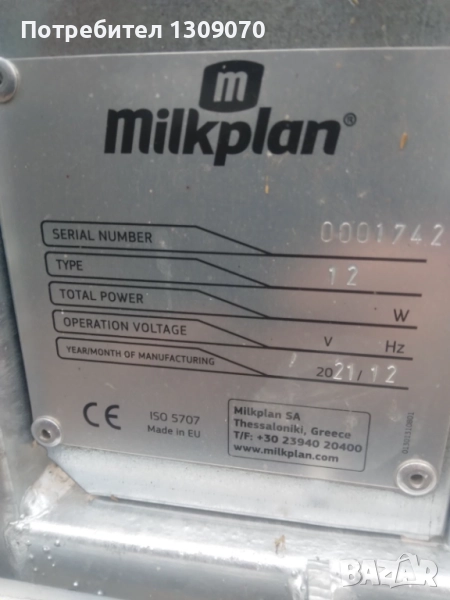 Потребител 1309070
m
milkplan®
SERIAL NUMBER 0001742
TYPE 12
TOTAL POWER W
OPERATION VOLTAGE V Hz
YEAR/MONTH OF MANUFACTURING 2021/12
CE ISO 5707
Made in EU
Milkplan SA
Thessaloniki, Greece
T/F: +30 23940 20400
www.milkplan.com
BAZAR